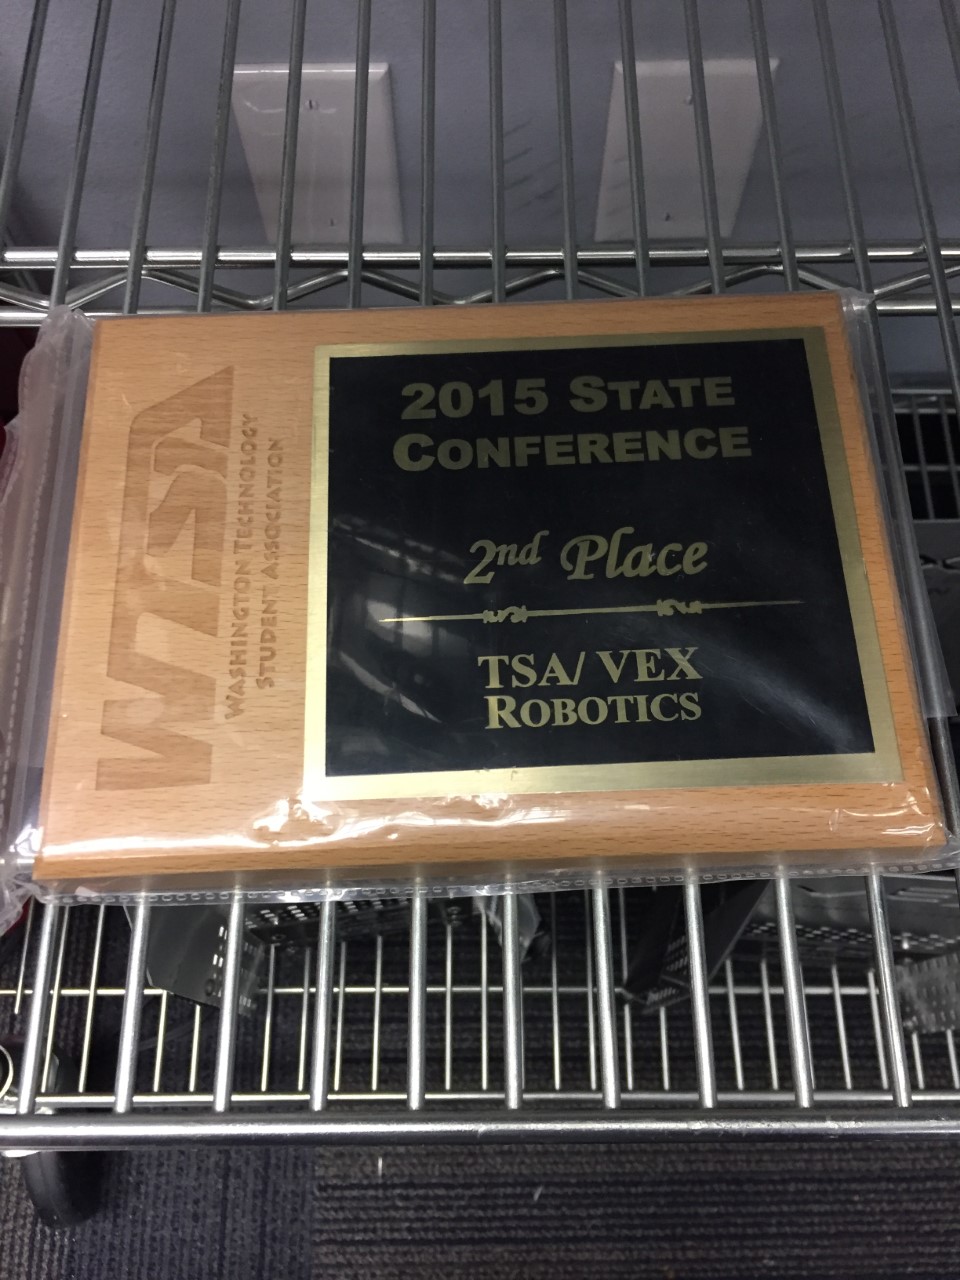 WTSA
WASHINGTON TECHNOLOGY
STUDENT ASSOCIATION
2015 STATE
CONFERENCE
2nd Place
TSA/ VEX
ROBOTICS